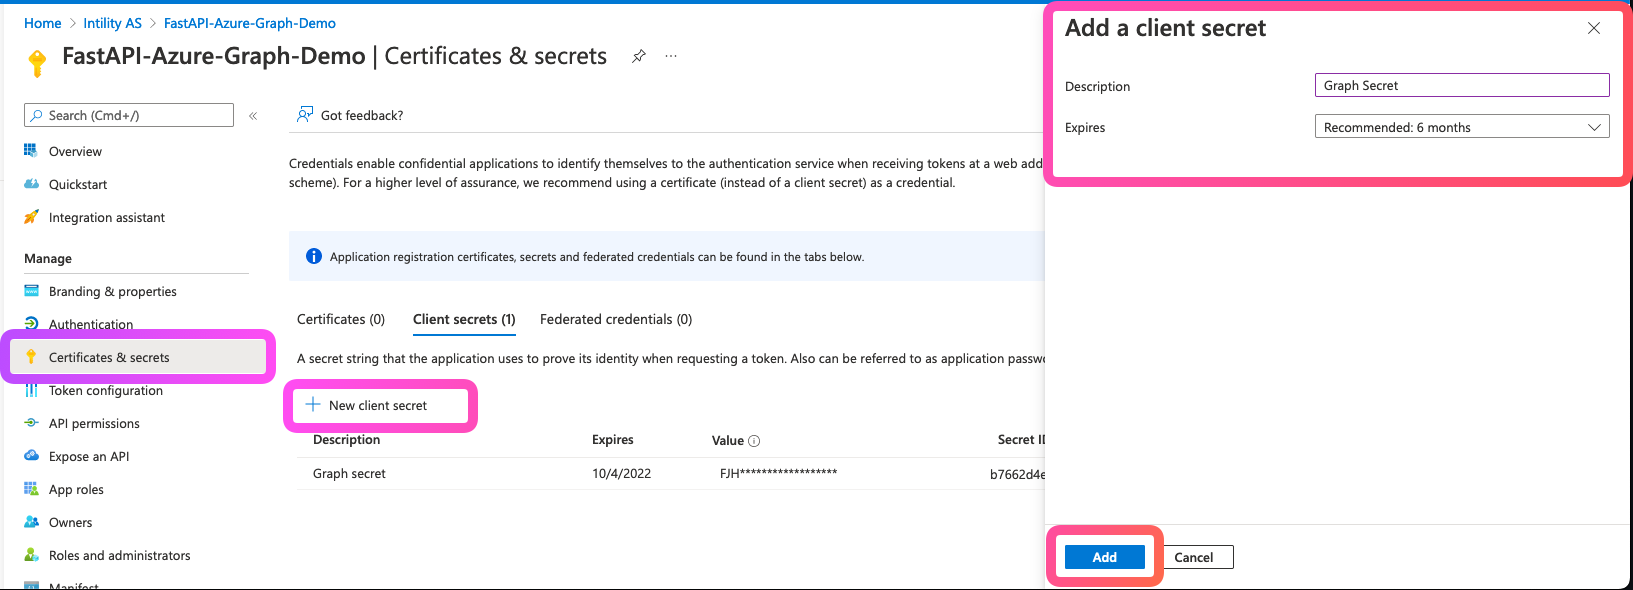 Home > Intility AS > FastAPI-Azure-Graph-Demo
FastAPI-Azure-Graph-Demo | Certificates & secrets
Search (Cmd+/)
Overview
Quickstart
Integration assistant
Manage
Branding & properties
Authentication
Certificates & secrets
Token configuration
API permissions
Expose an API
App roles
Owners
Roles and administrators
Manifest
Got feedback?
Credentials enable confidential applications to identify themselves to the authentication service when receiving tokens at a web add
scheme). For a higher level of assurance, we recommend using a certificate (instead of a client secret) as a credential.
Application registration certificates, secrets and federated credentials can be found in the tabs below.
Certificates (0) Client secrets (1) Federated credentials (0)
A secret string that the application uses to prove its identity when requesting a token. Also can be referred to as application passwo
New client secret
Description Expires Value Secret ID
Graph secret 10/4/2022 FJH****************** b7662d4e
Add a client secret
Description Graph Secret
Expires Recommended: 6 months
Add Cancel